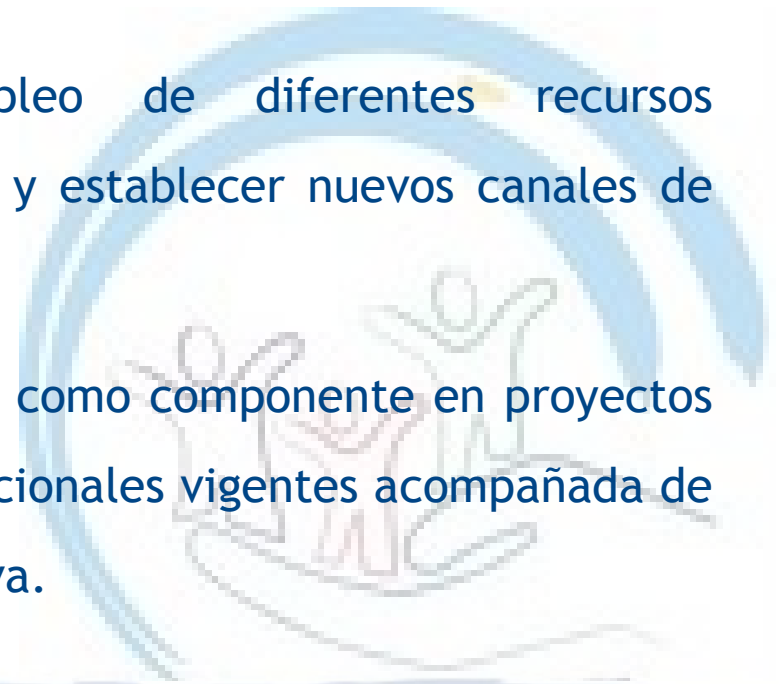 pleo de diferentes recursos
y establecer nuevos canales de
como componente en proyectos
cionales vigentes acompañada de
va.